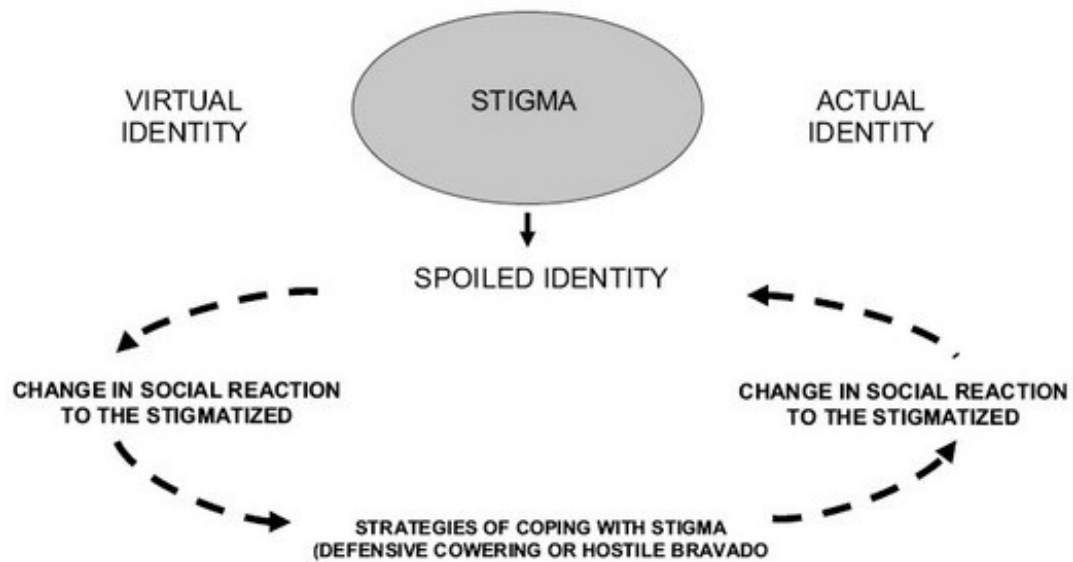 VIRTUAL
IDENTITY
STIGMA
ACTUAL
IDENTITY
SPOILED IDENTITY
CHANGE IN SOCIAL REACTION
TO THE STIGMATIZED
CHANGE IN SOCIAL REACTION
TO THE STIGMATIZED
STRATEGIES OF COPING WITH STIGMA
(DEFENSIVE COWERING OR HOSTILE BRAVADO